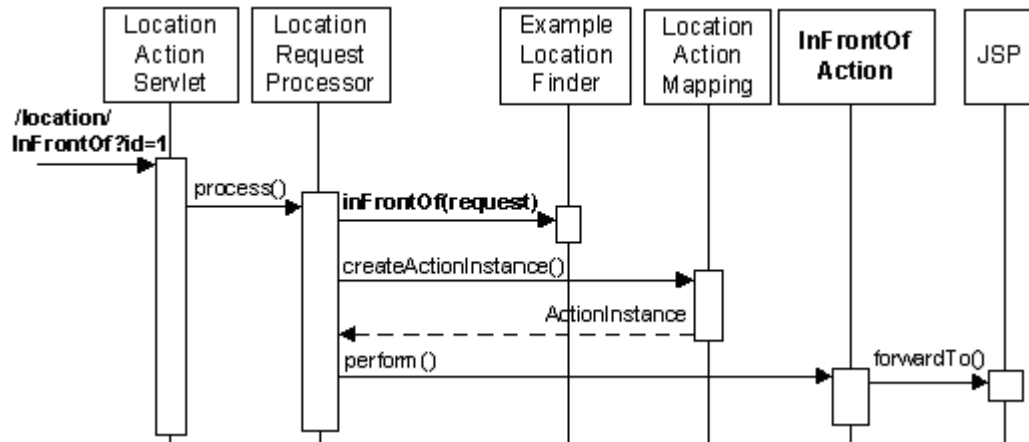 Location
Action
Servlet
Location
Request
Processor
Example
Location
Finder
Location
Action
Mapping
InFrontOf
Action
JSP
/location/
InFrontOf?id=1
process()
inFrontOf(request)
createActionInstance()
ActionInstance
perform()
forwardTo()